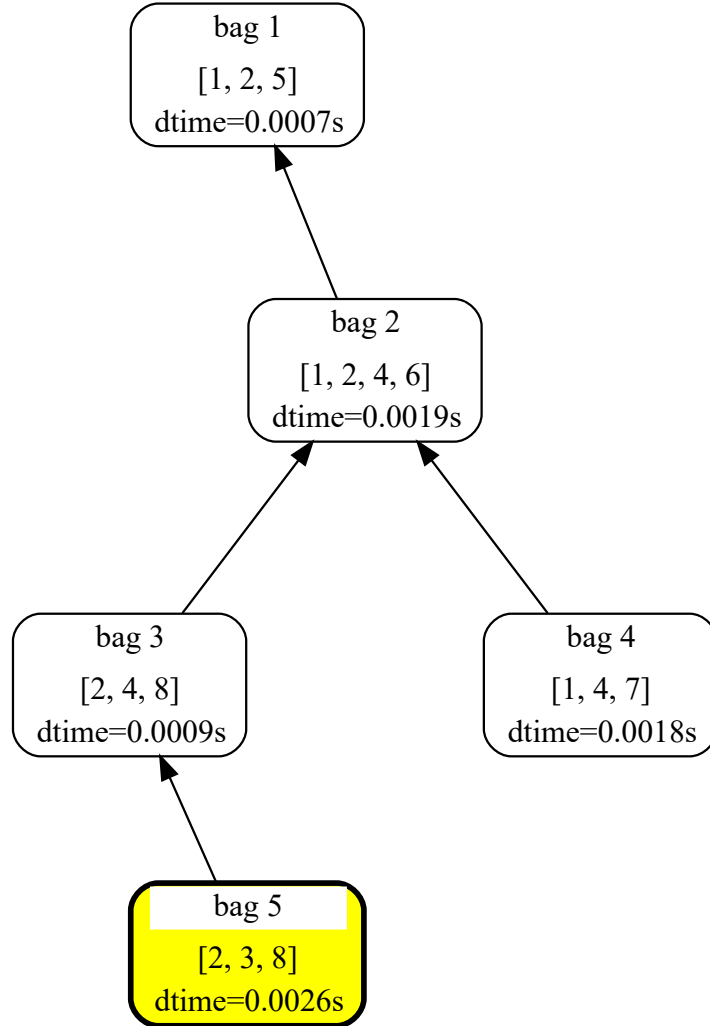 bag 1
[1, 2, 5]
dtime=0.0007s
bag 2
[1, 2, 4, 6]
dtime=0.0019s
bag 3
[2, 4, 8]
dtime=0.0009s
bag 4
[1, 4, 7]
dtime=0.0018s
bag 5
[2, 3, 8]
dtime=0.0026s